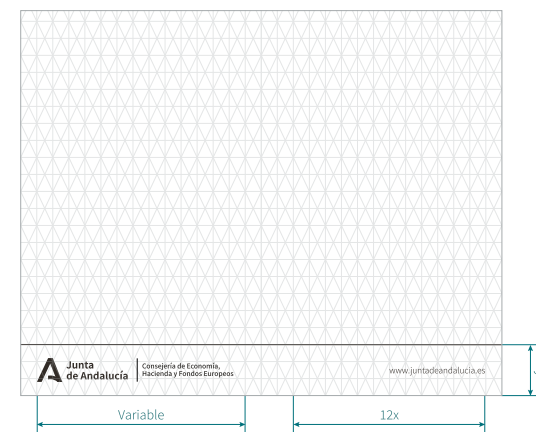 Junta
de Andalucía
Consejería de Economía,
Hacienda y Fondos Europeos
www.juntadeandalucia.es
Variable
12x